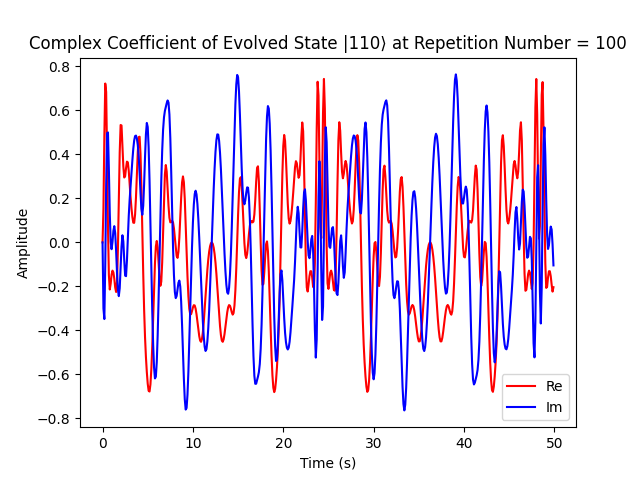 Complex Coefficient of Evolved State |110⟩ at Repetition Number = 100
0.8
0.6
0.4
0.2
0.0
−0.2
−0.4
−0.6
−0.8
Amplitude
Re
Im
0 10 20 30 40 50
Time (s)